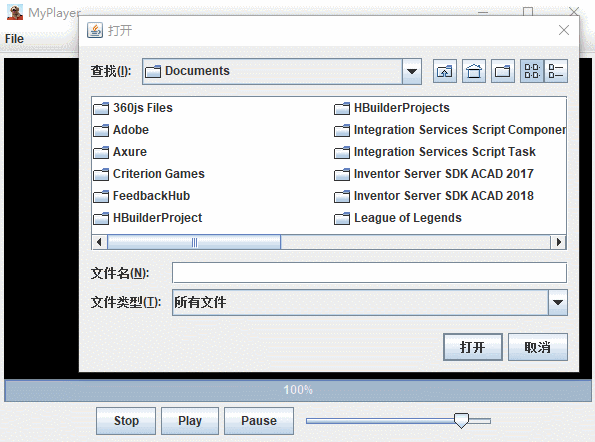 MyPlayer
打开
File
查找(I): Documents
360js Files
Adobe
Axure
Criterion Games
FeedbackHub
HBuilderProject
HBuilderProjects
Integration Services Script Componen
Integration Services Script Task
Inventor Server SDK ACAD 2017
Inventor Server SDK ACAD 2018
League of Legends
文件名(N):
文件类型(T): 所有文件
打开 取消
100%
Stop Play Pause